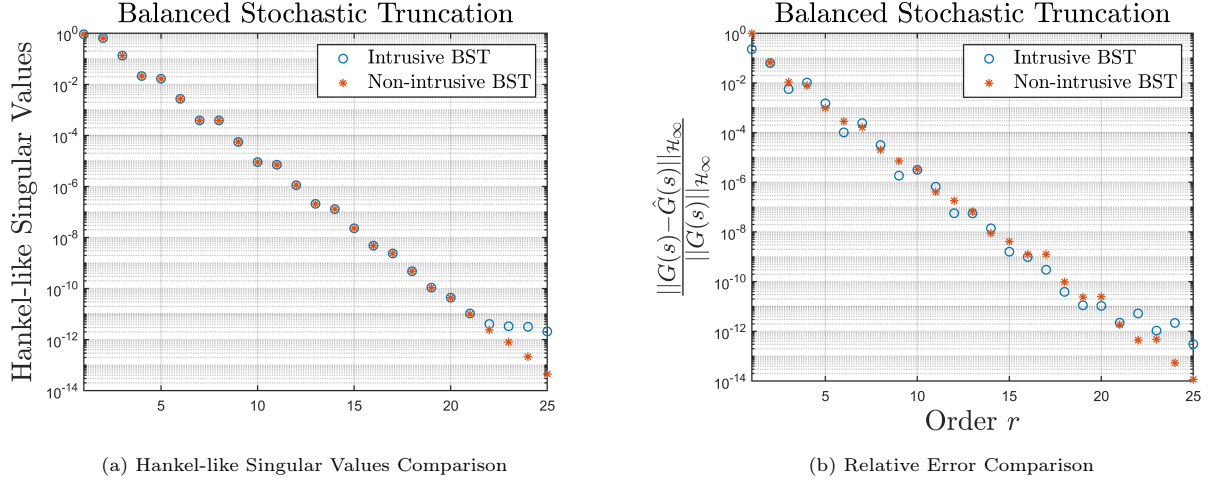 Balanced Stochastic Truncation
Hankel-like Singular Values
10^0
10^-2
10^-4
10^-6
10^-8
10^-10
10^-12
10^-14
5
10
15
20
25
Intrusive BST
Non-intrusive BST
(a) Hankel-like Singular Values Comparison
Balanced Stochastic Truncation
||G(s)−Ĝ(s)||_H∞
||G(s)||_H∞
10^0
10^-2
10^-4
10^-6
10^-8
10^-10
10^-12
10^-14
5
10
15
20
25
Intrusive BST
Non-intrusive BST
Order r
(b) Relative Error Comparison